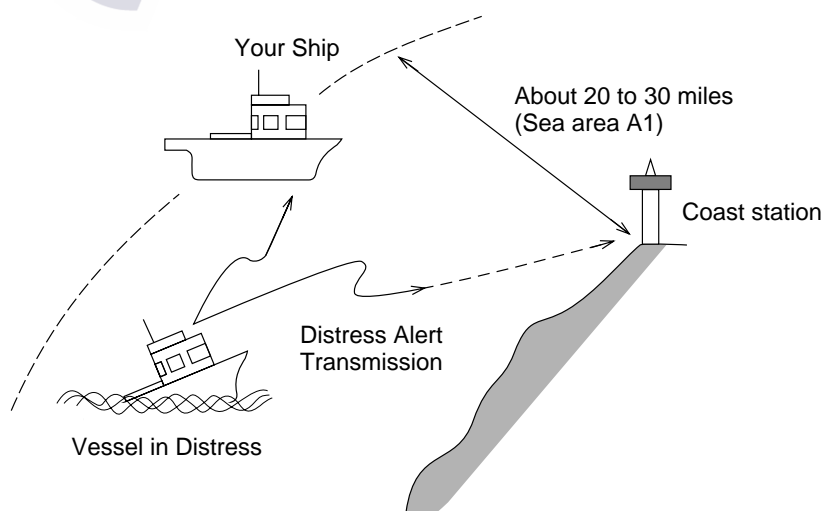 Your Ship
About 20 to 30 miles
(Sea area A1)
Coast station
Distress Alert
Transmission
Vessel in Distress